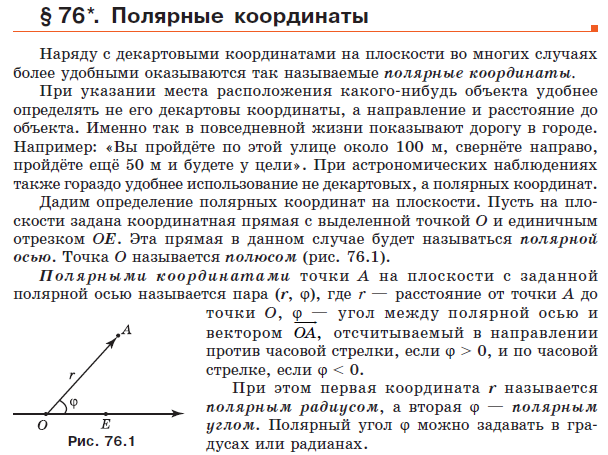 § 76*. Полярные координаты
Наряду с декартовыми координатами на плоскости во многих случаях
более удобными оказываются так называемые полярные координаты.
При указании места расположения какого-нибудь объекта удобнее
определять не его декартовы координаты, а направление и расстояние до
объекта. Именно так в повседневной жизни показывают дорогу в городе.
Например: «Вы пройдёте по этой улице около 100 м, свернёте направо,
пройдёте ещё 50 м и будете у цели». При астрономических наблюдениях
также гораздо удобнее использование не декартовых, а полярных координат.
Дадим определение полярных координат на плоскости. Пусть на пло-
скости задана координатная прямая с выделенной точкой O и единичным
отрезком OE. Эта прямая в данном случае будет называться полярной
осью. Точка O называется полюсом (рис. 76.1).
Полярными координатами точки A на плоскости с заданной
полярной осью называется пара (r, φ), где r — расстояние от точки A до
точки O, φ — угол между полярной осью и
вектором OA, отсчитываемый в направлении
против часовой стрелки, если φ > 0, и по часовой
стрелке, если φ < 0.
При этом первая координата r называется
полярным радиусом, а вторая φ — полярным
углом. Полярный угол φ можно задавать в гра-
дусах или радианах.
A
r
φ
O E
Рис. 76.1